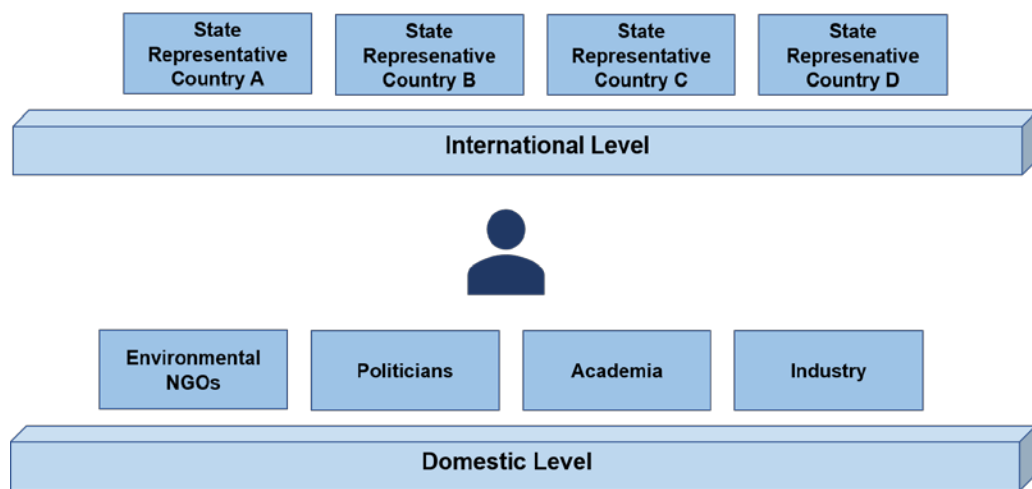 State
Representative
Country A
State
Represenative
Country B
State
Represenative
Country C
State
Represenative
Country D
International Level
Environmental
NGOs
Politicians
Academia
Industry
Domestic Level